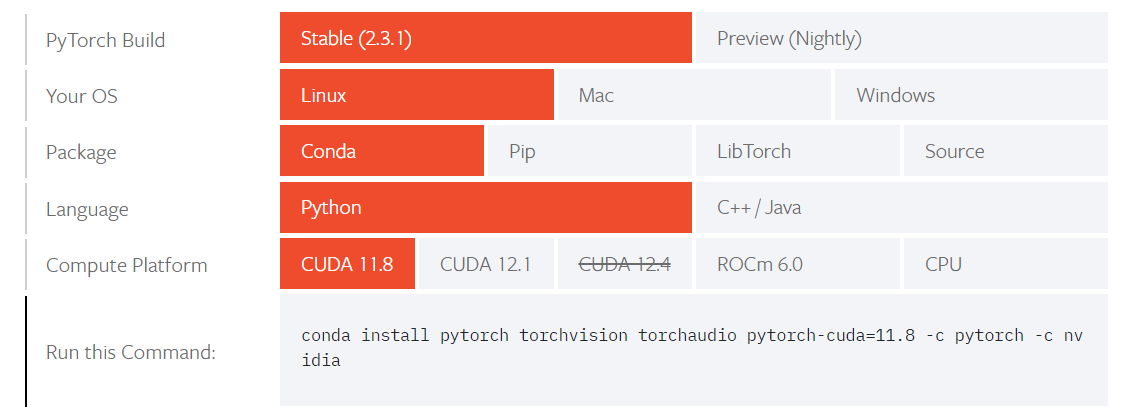 PyTorch Build Stable (2.3.1) Preview (Nightly)
Your OS Linux Mac Windows
Package Conda Pip LibTorch Source
Language Python C++ / Java
Compute Platform CUDA 11.8 CUDA 12.1 CUDA 12.4 ROCm 6.0 CPU
Run this Command: conda install pytorch torchvision torchaudio pytorch-cuda=11.8 -c pytorch -c nv
idia